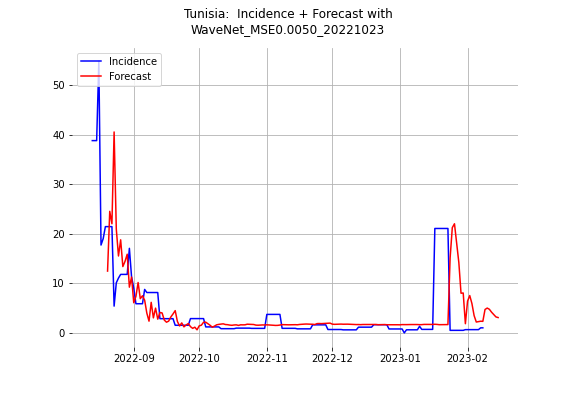 Tunisia:  Incidence + Forecast with
WaveNet_MSE0.0050_20221023
Incidence
Forecast
50
40
30
20
10
0
2022-09 2022-10 2022-11 2022-12 2023-01 2023-02